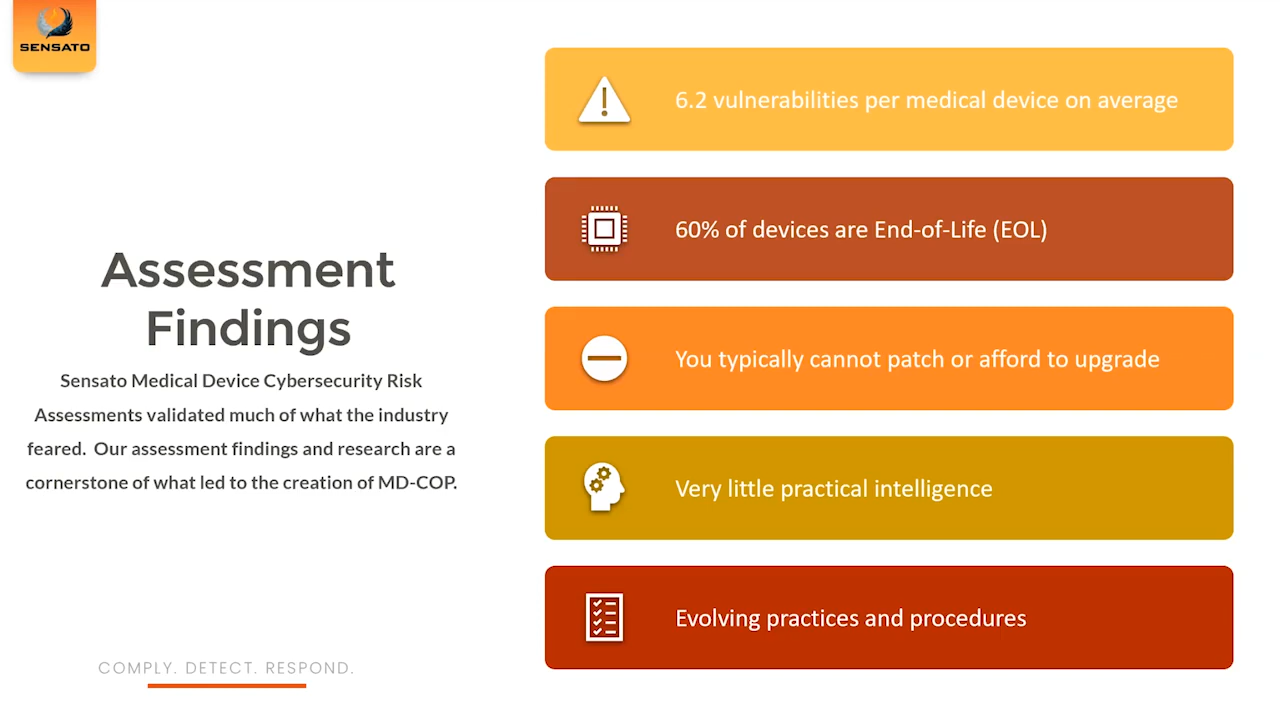 SENSATO
Assessment
Findings
Sensato Medical Device Cybersecurity Risk
Assessments validated much of what the industry
feared.  Our assessment findings and research are a
cornerstone of what led to the creation of MD-COP.
COMPLY. DETECT. RESPOND.
6.2 vulnerabilities per medical device on average
60% of devices are End-of-Life (EOL)
You typically cannot patch or afford to upgrade
Very little practical intelligence
Evolving practices and procedures